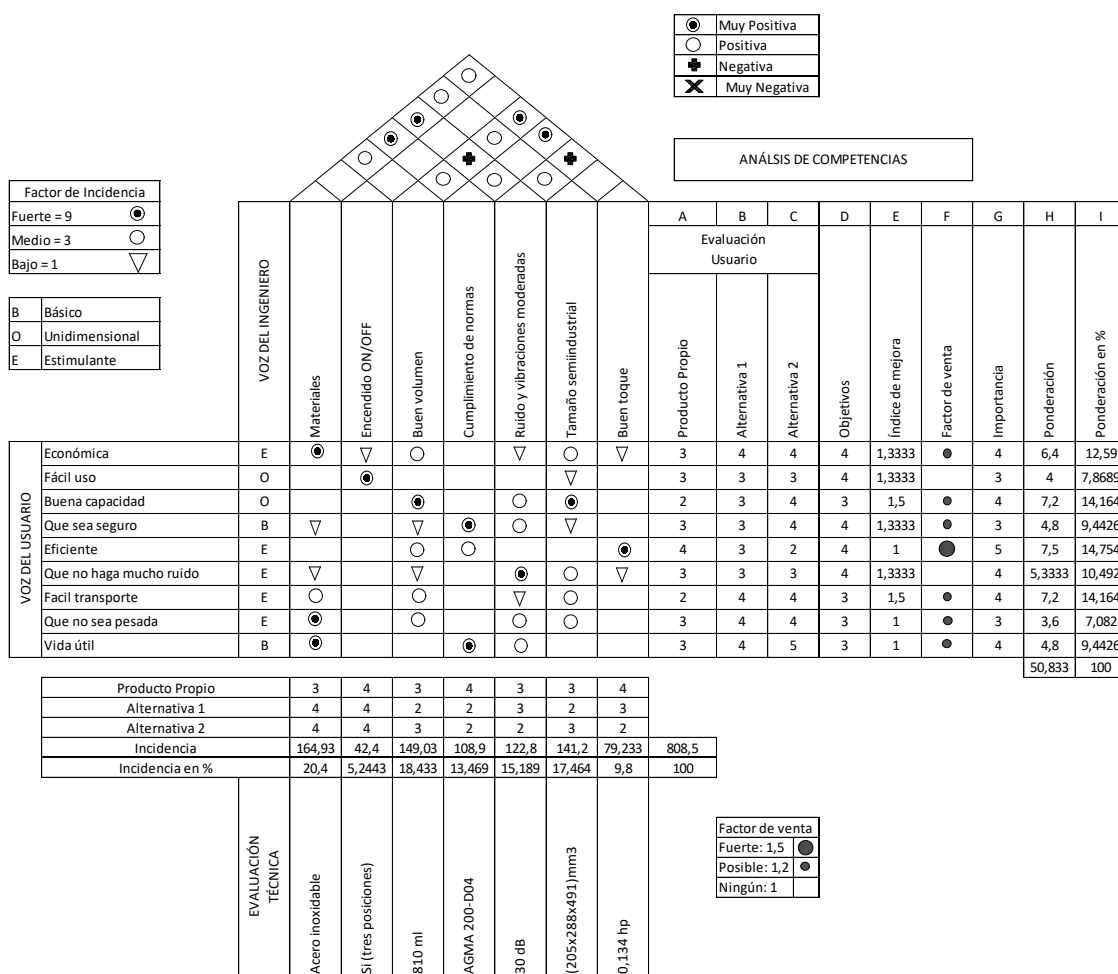 Muy Positiva
Positiva
Negativa
Muy Negativa
ANÁLSIS DE COMPETENCIAS
Factor de Incidencia
Fuerte = 9
Medio = 3
Bajo = 1
B Básico
O Unidimensional
E Estimulante
VOZ DEL INGENIERO
Materiales
Encendido ON/OFF
Buen volumen
Cumplimiento de normas
Ruido y vibraciones moderadas
Tamaño semiindustrial
Buen toque
A B C D E F G H I
Evaluación
Usuario
Producto Propio
Alternativa 1
Alternativa 2
Objetivos
Índice de mejora
Factor de venta
Importancia
Ponderación
Ponderación en %
VOZ DEL USUARIO
Económica E 3 4 4 4 1,3333 4 6,4 12,59
Fácil uso O 3 3 3 4 1,3333 3 4 7,8689
Buena capacidad O 2 3 4 3 1,5 4 7,2 14,164
Que sea seguro B 3 3 4 4 1,3333 3 4,8 9,4426
Eficiente E 4 3 2 4 1 5 7,5 14,754
Que no haga mucho ruido E 3 3 3 4 1,3333 4 5,3333 10,492
Facil transporte E 2 4 4 3 1,5 4 7,2 14,164
Que no sea pesada E 3 4 4 3 1 3 3,6 7,082
Vida útil B 3 4 5 3 1 4 4,8 9,4426
50,833 100
Producto Propio 3 4 3 4 3 3 4
Alternativa 1 4 4 2 2 3 2 3
Alternativa 2 4 4 3 2 2 3 2
Incidencia 164,93 42,4 149,03 108,9 122,8 141,2 79,233 808,5
Incidencia en % 20,4 5,2443 18,433 13,469 15,189 17,464 9,8 100
EVALUACIÓN
TÉCNICA
Acero inoxidable
Si (tres posiciones)
810 ml
AGMA 200-D04
30 dB
(205x288x491)mm3
0,134 hp
Factor de venta
Fuerte: 1,5
Posible: 1,2
Ningún: 1